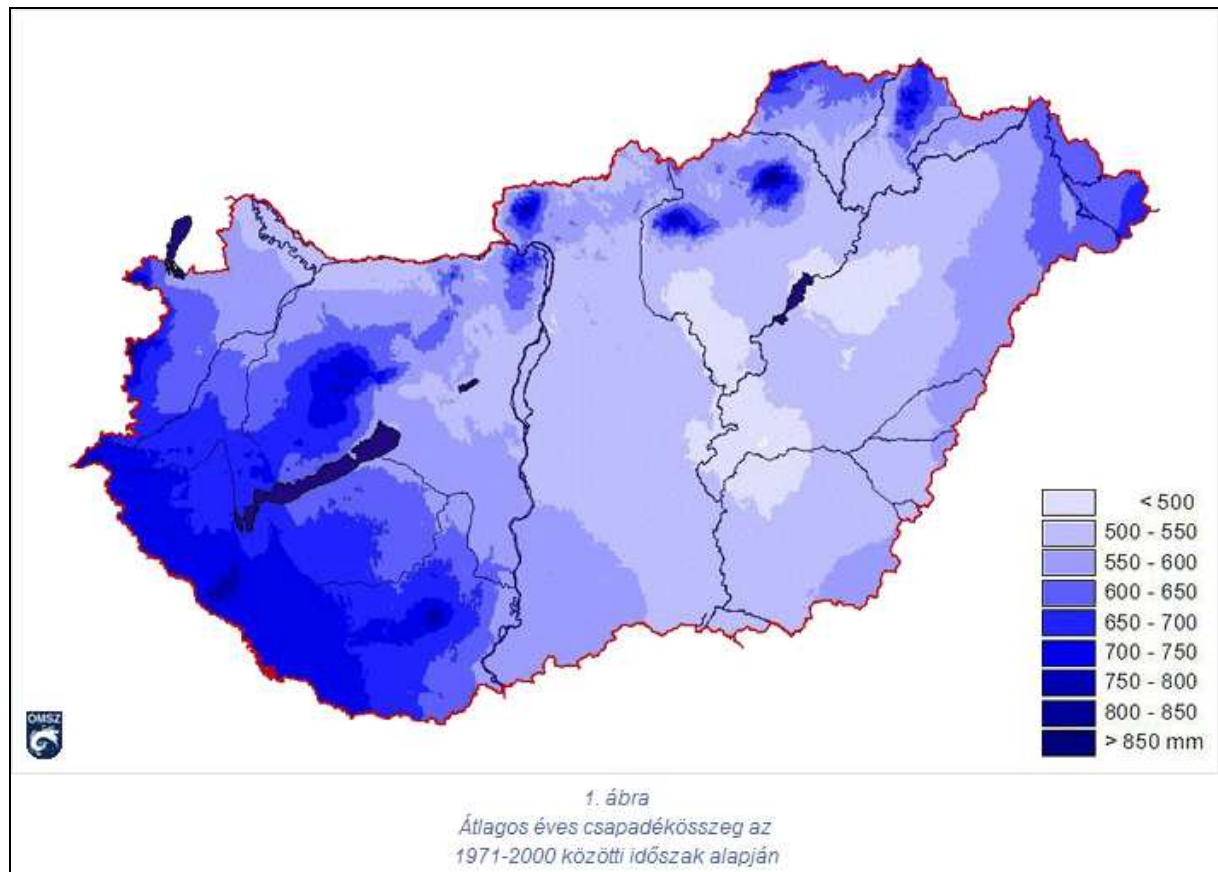 < 500
500 - 550
550 - 600
600 - 650
650 - 700
700 - 750
750 - 800
800 - 850
> 850 mm
OMSZ
1. ábra
Átlagos éves csapadékösszeg az
1971-2000 közötti időszak alapján